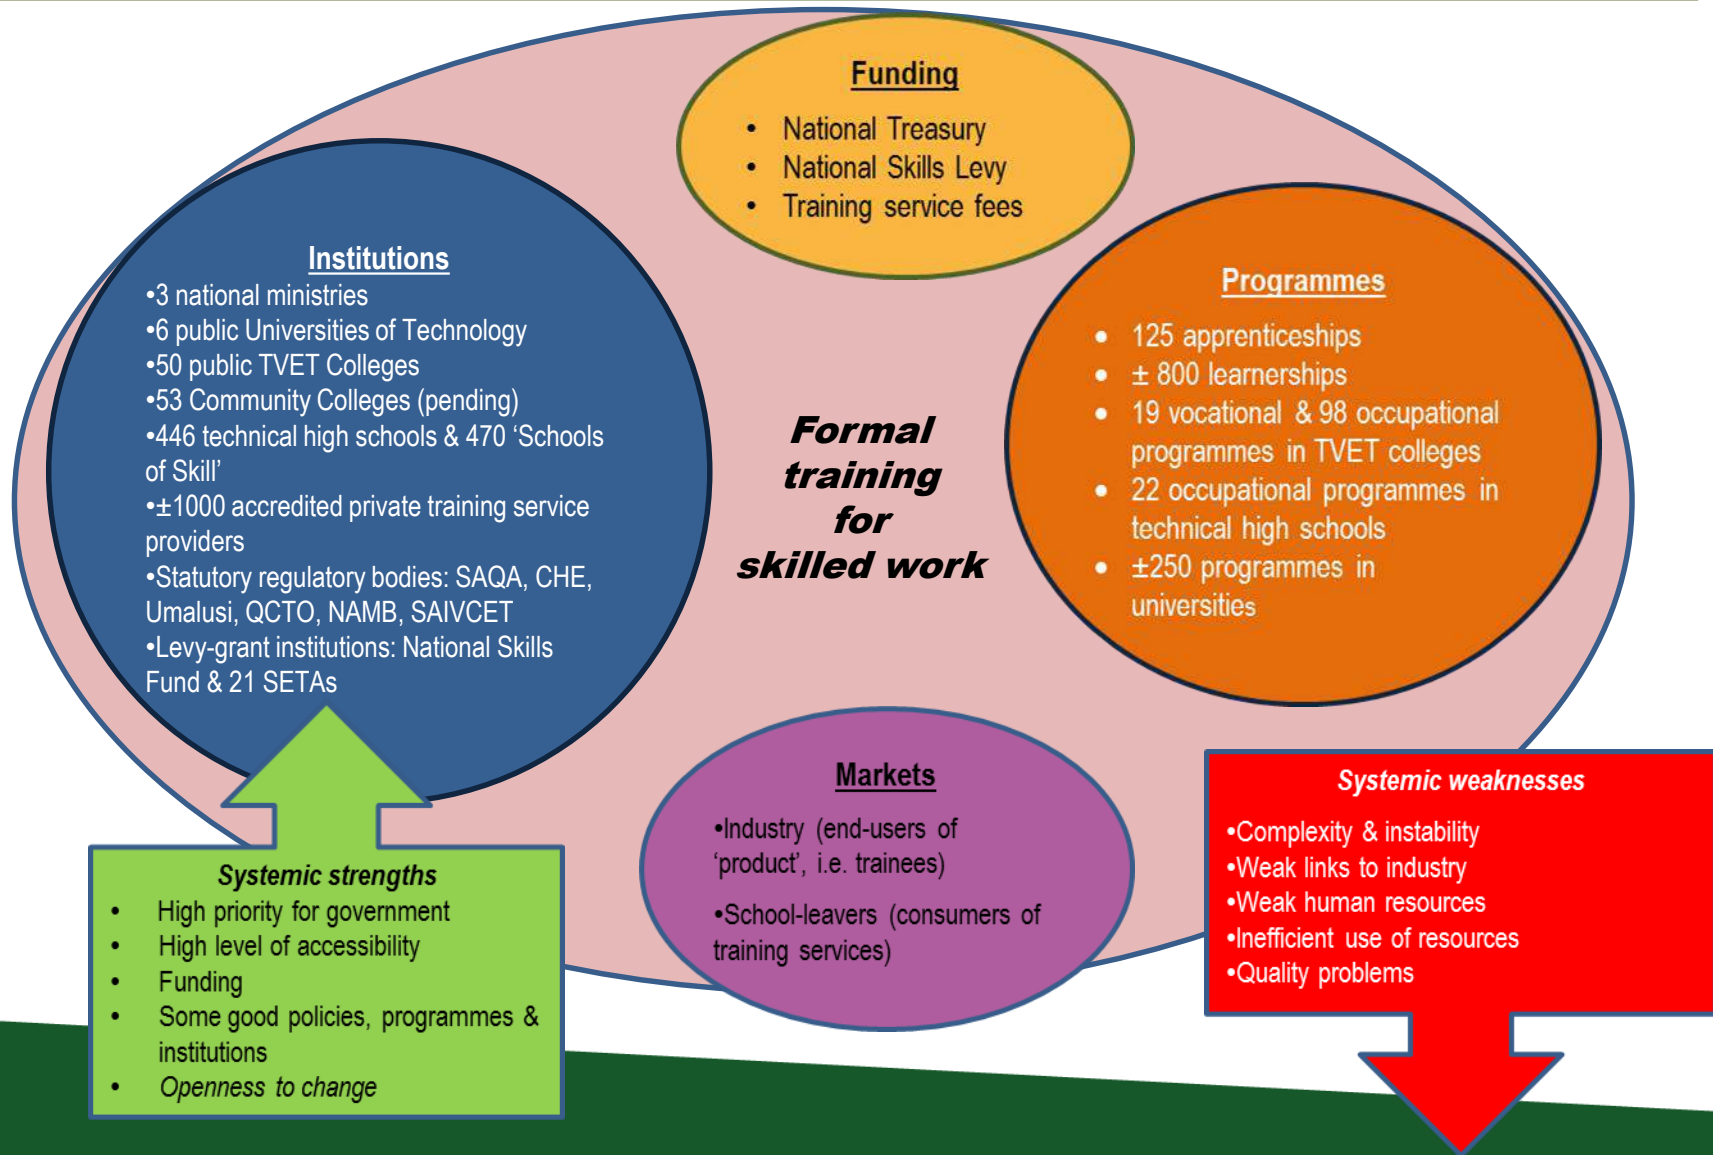 Funding
• National Treasury
• National Skills Levy
• Training service fees
Institutions
•3 national ministries
•6 public Universities of Technology
•50 public TVET Colleges
•53 Community Colleges (pending)
•446 technical high schools & 470 ‘Schools
of Skill’
•±1000 accredited private training service
providers
•Statutory regulatory bodies: SAQA, CHE,
Umalusi, QCTO, NAMB, SAIVCET
•Levy-grant institutions: National Skills
Fund & 21 SETAs
Formal
training
for
skilled work
Programmes
• 125 apprenticeships
• ± 800 learnerships
• 19 vocational & 98 occupational
programmes in TVET colleges
• 22 occupational programmes in
technical high schools
• ±250 programmes in
universities
Markets
•Industry (end-users of
‘product’, i.e. trainees)
•School-leavers (consumers of
training services)
Systemic strengths
• High priority for government
• High level of accessibility
• Funding
• Some good policies, programmes &
institutions
• Openness to change
Systemic weaknesses
•Complexity & instability
•Weak links to industry
•Weak human resources
•Inefficient use of resources
•Quality problems